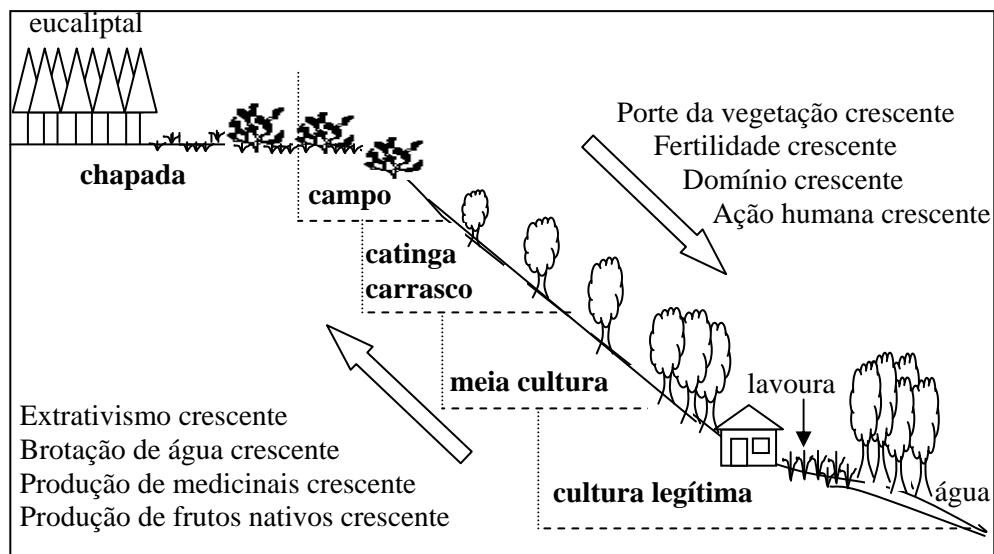 eucaliptal
Porte da vegetação crescente
Fertilidade crescente
Domínio crescente
Ação humana crescente
chapada
campo
catinga
carrasco
meia cultura
lavoura
Extrativismo crescente
Brotação de água crescente
Produção de medicinais crescente
Produção de frutos nativos crescente
cultura legítima
água